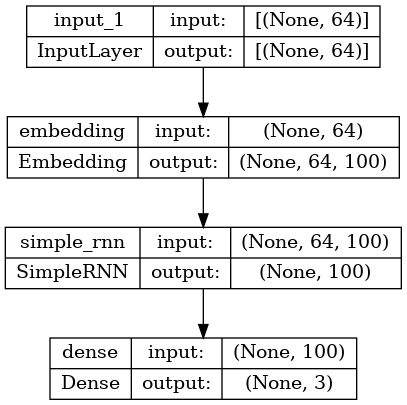 input_1 input: [(None, 64)]
InputLayer output: [(None, 64)]
embedding input: (None, 64)
Embedding output: (None, 64, 100)
simple_rnn input: (None, 64, 100)
SimpleRNN output: (None, 100)
dense input: (None, 100)
Dense output: (None, 3)